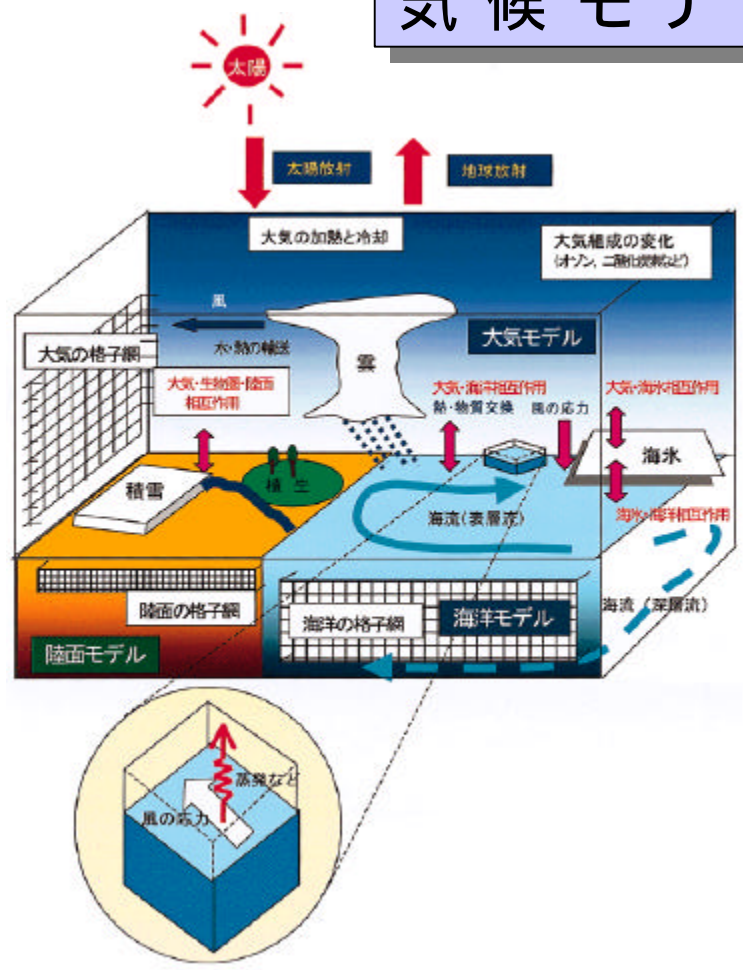 気候モデ
太陽
太陽放射
地球放射
大気の加熱と冷却
大気組成の変化
(オゾン、二酸化炭素など)
風
大気モデル
大気の格子網
水・熱の輸送
雲
大気・生物圏・陸面
相互作用
大気・海洋相互作用
熱・物質交換
風の応力
大気・海氷相互作用
海氷
積雪
植生
海流(表層流)
海氷・海洋相互作用
陸面の格子網
海洋の格子網
海洋モデル
海流(深層流)
陸面モデル
蒸発など
風の応力